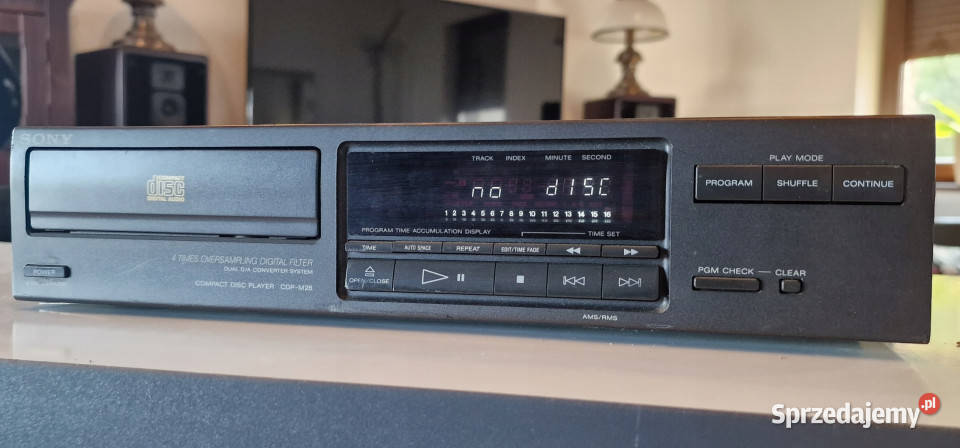 SONY
COMPACT
disc
DIGITAL AUDIO
POWER
4 TIMES OVERSAMPLING DIGITAL FILTER
DUAL D/A CONVERTER SYSTEM
COMPACT DISC PLAYER CDP-M26
TRACK INDEX MINUTE SECOND
no dISC
1 2 3 4 5 6 7 8 9 10 11 12 13 14 15 16
PROGRAM TIME ACCUMULATION DISPLAY TIME SET
TIME AUTO SPACE REPEAT EDIT/TIME FADE
OPEN/CLOSE
AMS/RMS
PLAY MODE
PROGRAM SHUFFLE CONTINUE
PGM CHECK CLEAR
Sprzedajemy.pl